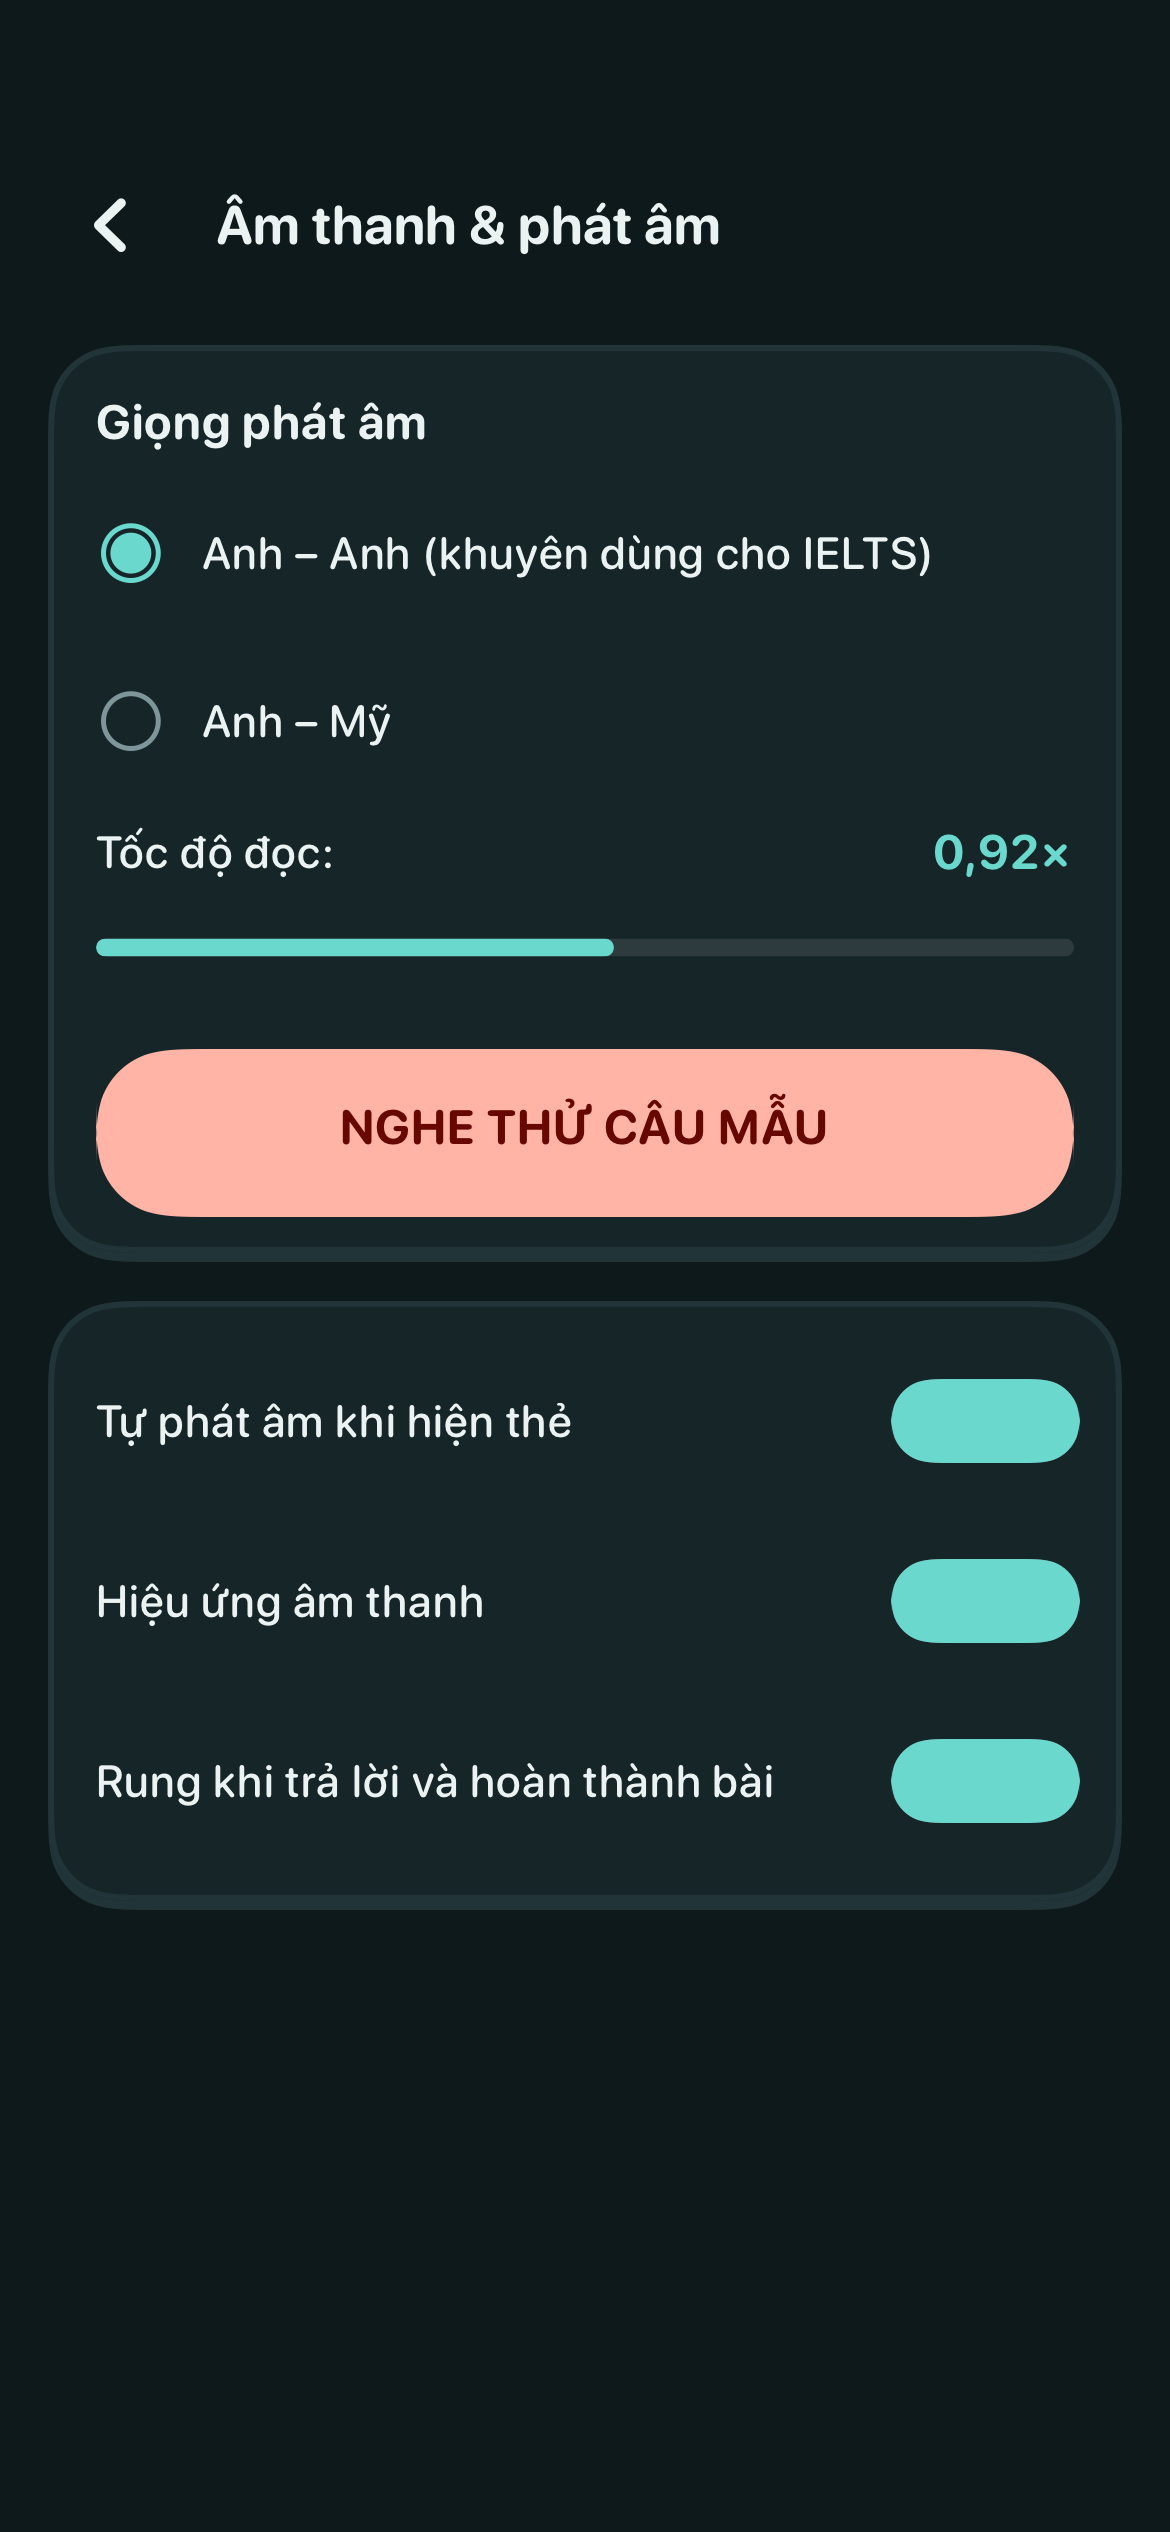 Âm thanh & phát âm
Giọng phát âm
Anh – Anh (khuyên dùng cho IELTS)
Anh – Mỹ
Tốc độ đọc: 0,92×
NGHE THỬ CÂU MẪU
Tự phát âm khi hiện thẻ
Hiệu ứng âm thanh
Rung khi trả lời và hoàn thành bài